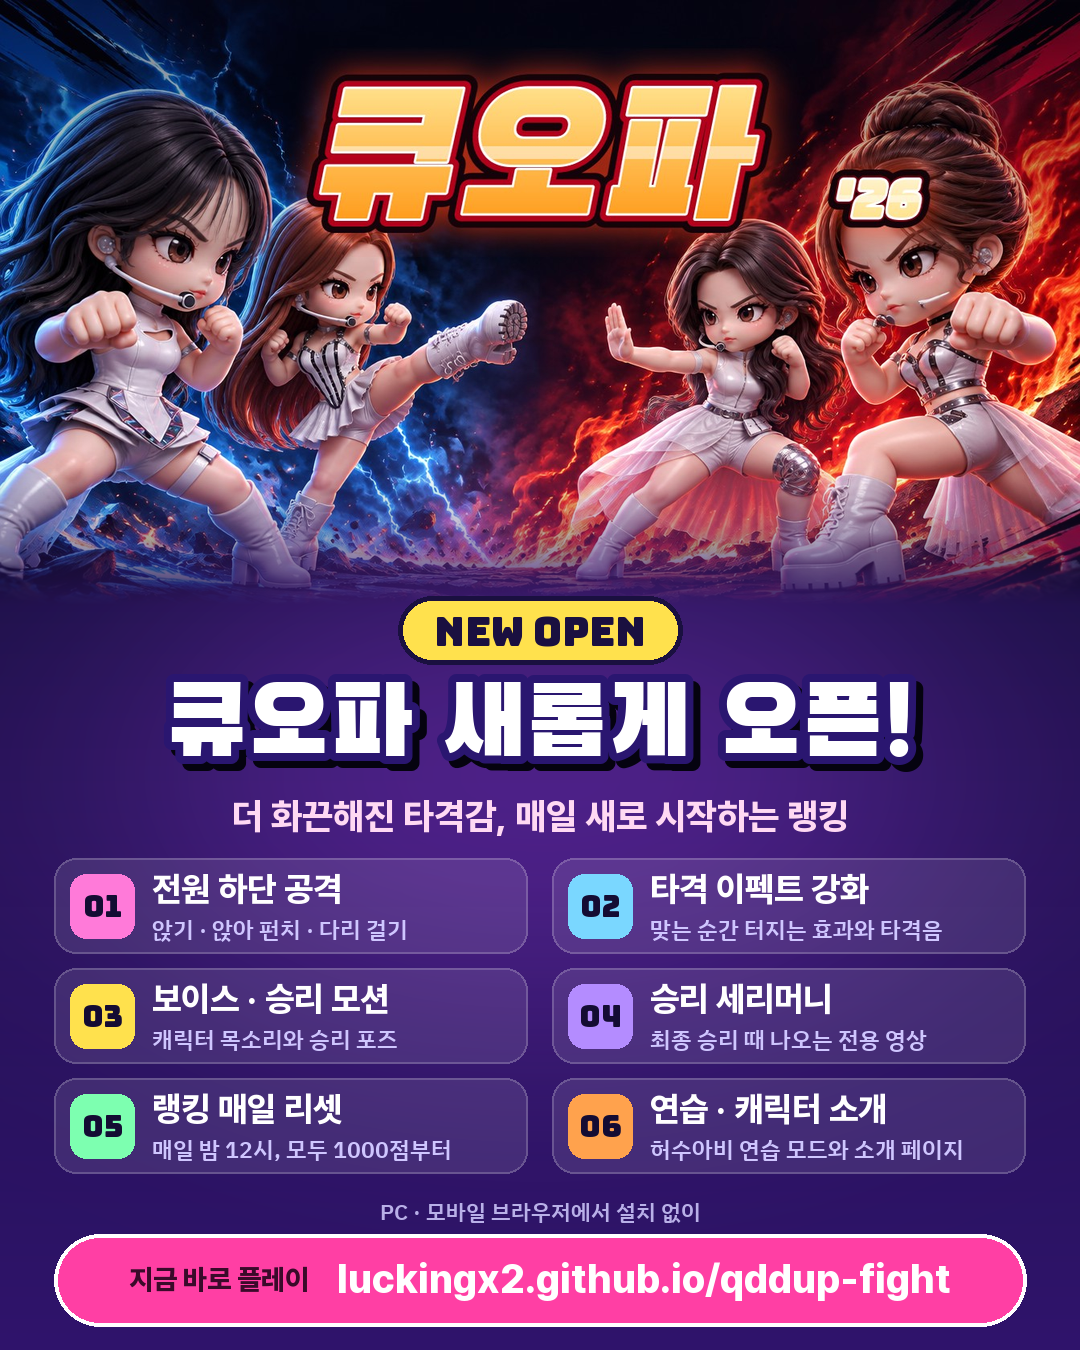 큐오파
'26
NEW OPEN
큐오파 새롭게 오픈!
더 화끈해진 타격감, 매일 새로 시작하는 랭킹
01 전원 하단 공격
앉기 · 앉아 펀치 · 다리 걸기
02 타격 이펙트 강화
맞는 순간 터지는 효과와 타격음
03 보이스 · 승리 모션
캐릭터 목소리와 승리 포즈
04 승리 세리머니
최종 승리 때 나오는 전용 영상
05 랭킹 매일 리셋
매일 밤 12시, 모두 1000점부터
06 연습 · 캐릭터 소개
허수아비 연습 모드와 소개 페이지
PC · 모바일 브라우저에서 설치 없이
지금 바로 플레이 luckingx2.github.io/qddup-fight